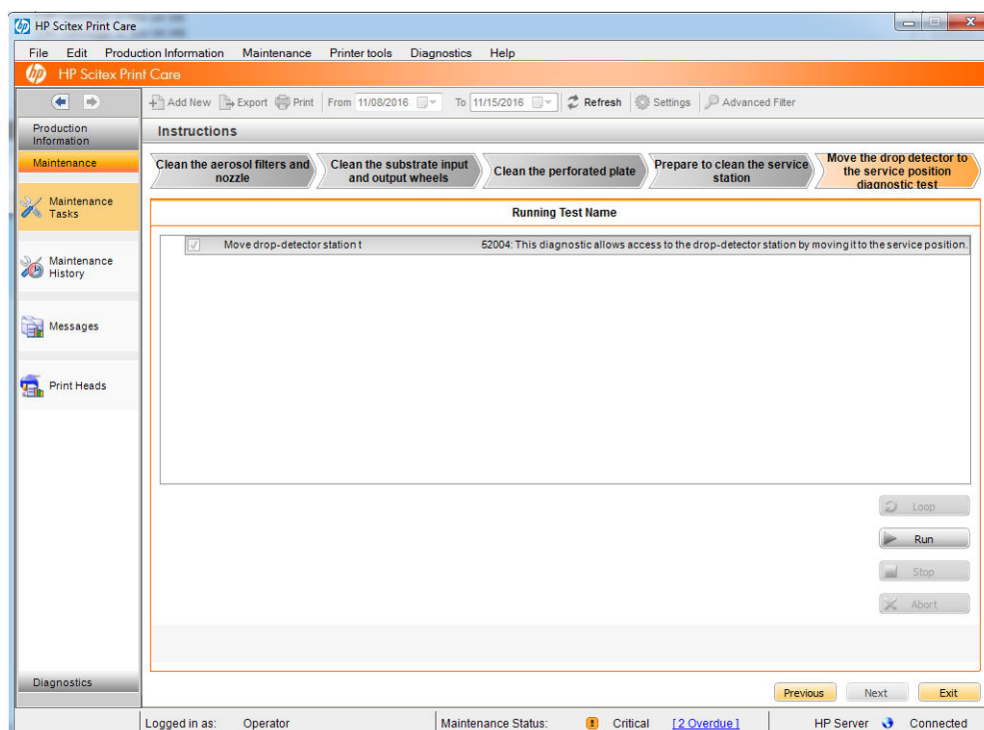 HP Scitex Print Care
File Edit Production Information Maintenance Printer tools Diagnostics Help
HP Scitex Print Care
Add New Export Print From 11/08/2016 To 11/15/2016 Refresh Settings Advanced Filter
Production
Information
Instructions
Maintenance
Clean the aerosol filters and
nozzle
Clean the substrate input
and output wheels
Clean the perforated plate
Prepare to clean the service
station
Move the drop detector to
the service position
diagnostic test
Maintenance
Tasks
Running Test Name
Move drop-detector station t 52004: This diagnostic allows access to the drop-detector station by moving it to the service position.
Maintenance
History
Messages
Print Heads
Loop
Run
Stop
Abort
Diagnostics
Previous Next Exit
Logged in as: Operator Maintenance Status: Critical [2 Overdue] HP Server Connected